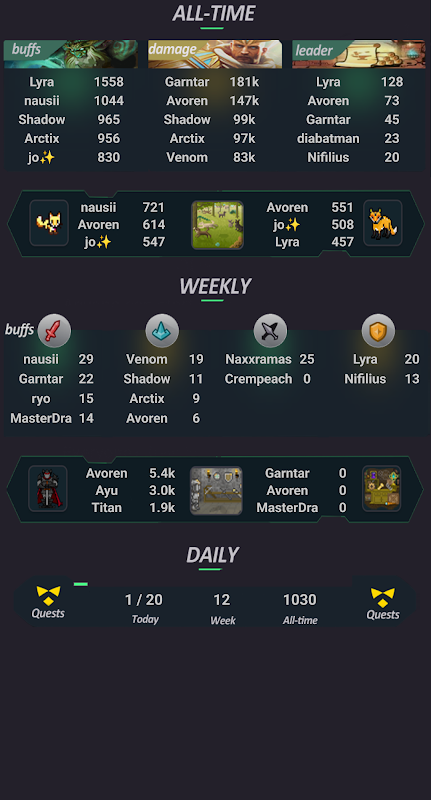 ALL-TIME
buffs damage leader
Lyra 1558 Garntar 181k Lyra 128
nausii 1044 Avoren 147k Avoren 73
Shadow 965 Shadow 99k Garntar 45
Arctix 956 Arctix 97k diabatman 23
jo✨ 830 Venom 83k Nifilius 20
nausii 721 Avoren 551
Avoren 614 jo✨ 508
jo✨ 547 Lyra 457
WEEKLY
buffs
nausii 29 Venom 19 Naxxramas 25 Lyra 20
Garntar 22 Shadow 11 Crempeach 0 Nifilius 13
ryo 15 Arctix 9
MasterDra 14 Avoren 6
Avoren 5.4k Garntar 0
Ayu 3.0k Avoren 0
Titan 1.9k MasterDra 0
DAILY
1 / 20 12 1030
Quests Today Week All-time Quests